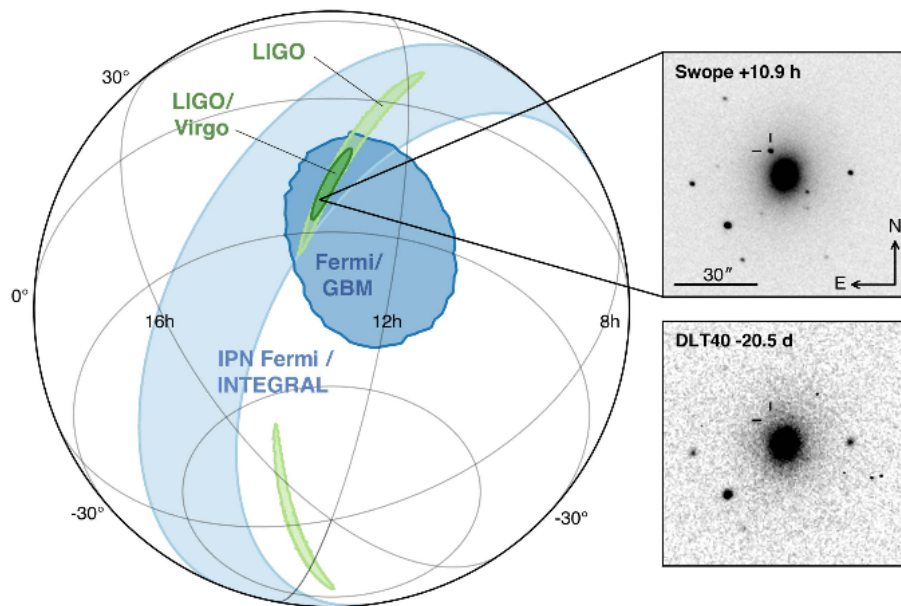 LIGO
LIGO/
Virgo
Fermi/
GBM
IPN Fermi /
INTEGRAL
30°
0°
-30°
-30°
16h
12h
8h
Swope +10.9 h
N
E
30″
DLT40 -20.5 d